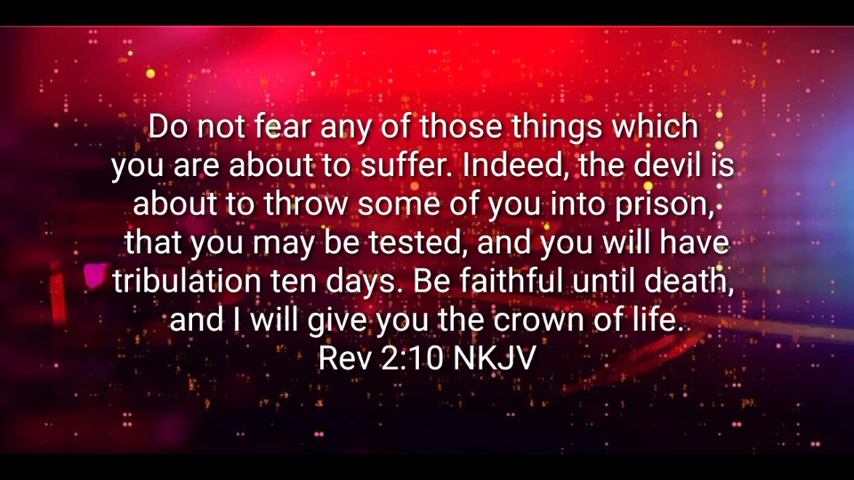 Do not fear any of those things which
you are about to suffer. Indeed, the devil is
about to throw some of you into prison,
that you may be tested, and you will have
tribulation ten days. Be faithful until death,
and I will give you the crown of life.
Rev 2:10 NKJV